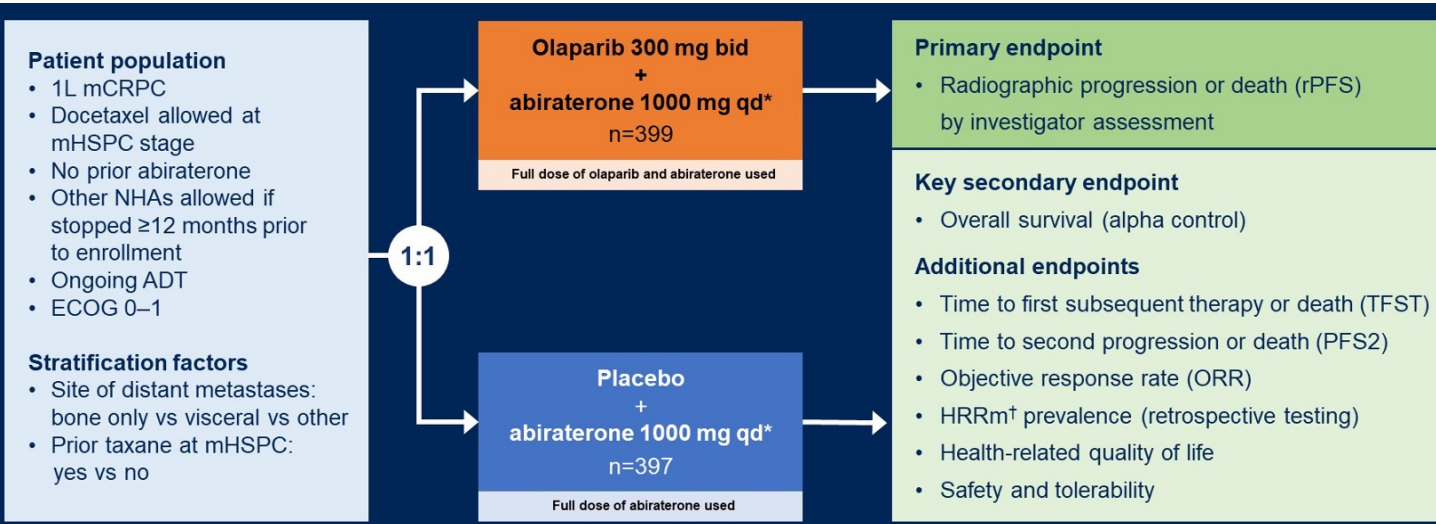 Patient population
• 1L mCRPC
• Docetaxel allowed at
mHSPC stage
• No prior abiraterone
• Other NHAs allowed if
stopped ≥12 months prior
to enrollment
• Ongoing ADT
• ECOG 0–1
Stratification factors
• Site of distant metastases:
bone only vs visceral vs other
• Prior taxane at mHSPC:
yes vs no
1:1
Olaparib 300 mg bid
+
abiraterone 1000 mg qd*
n=399
Full dose of olaparib and abiraterone used
Placebo
+
abiraterone 1000 mg qd*
n=397
Full dose of abiraterone used
Primary endpoint
• Radiographic progression or death (rPFS)
by investigator assessment
Key secondary endpoint
• Overall survival (alpha control)
Additional endpoints
• Time to first subsequent therapy or death (TFST)
• Time to second progression or death (PFS2)
• Objective response rate (ORR)
• HRRm† prevalence (retrospective testing)
• Health-related quality of life
• Safety and tolerability